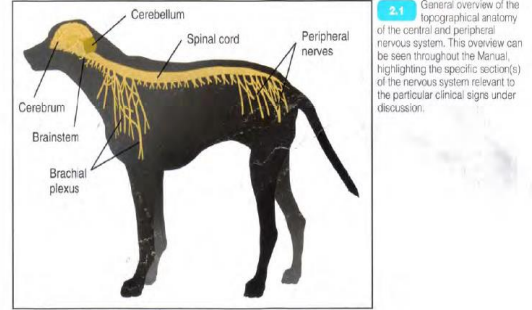 Cerebellum
Spinal cord
Peripheral
nerves
Cerebrum
Brainstem
Brachial
plexus
2.1 General overview of the
topographical anatomy
of the central and peripheral
nervous system. This overview can
be seen throughout the Manual,
highlighting the specific section(s)
of the nervous system relevant to
the particular clinical signs under
discussion.